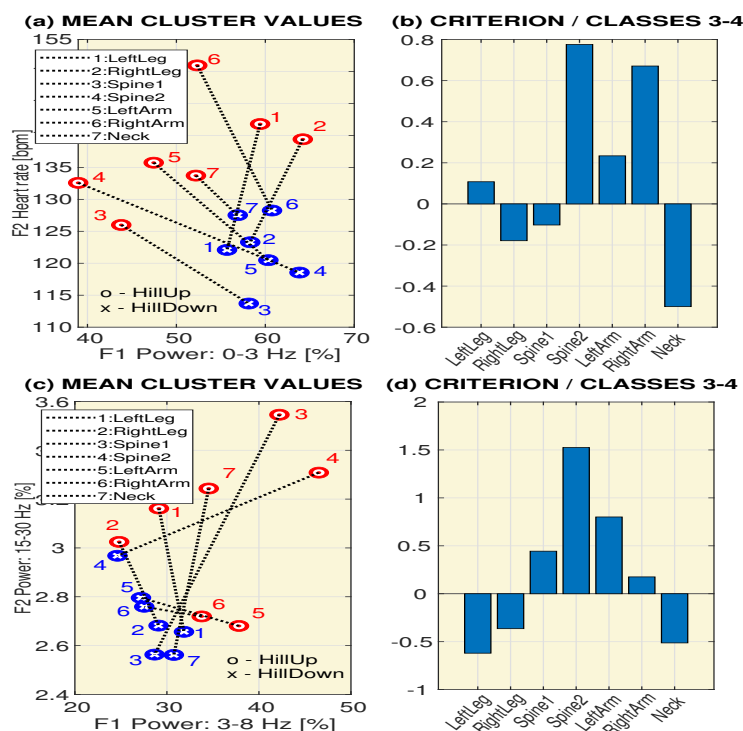 (a) MEAN CLUSTER VALUES
155
135
130
125
120
115
110
F2 Heart rate [bpm]
1:LeftLeg
2:RightLeg
3:Spine1
4:Spine2
5:LeftArm
6:RightArm
7:Neck
6
1
2
5
7
4
3
7
6
1
2
5
4
3
o - HillUp
x - HillDown
40
50
60
70
F1 Power: 0-3 Hz [%]
(b) CRITERION / CLASSES 3-4
0.8
0.6
0.4
0.2
0
-0.2
-0.4
-0.6
LeftLeg
RightLeg
Spine1
Spine2
LeftArm
RightArm
Neck
(c) MEAN CLUSTER VALUES
3.6
3
2.8
2.6
2.4
F2 Power: 15-30 Hz [%]
1:LeftLeg
2:RightLeg
3:Spine1
4:Spine2
5:LeftArm
6:RightArm
7:Neck
3
4
7
1
2
4
5
6
6
5
2
1
3
7
o - HillUp
x - HillDown
20
30
40
50
F1 Power: 3-8 Hz [%]
(d) CRITERION / CLASSES 3-4
2
1.5
1
0.5
0
-0.5
-1
LeftLeg
RightLeg
Spine1
Spine2
LeftArm
RightArm
Neck